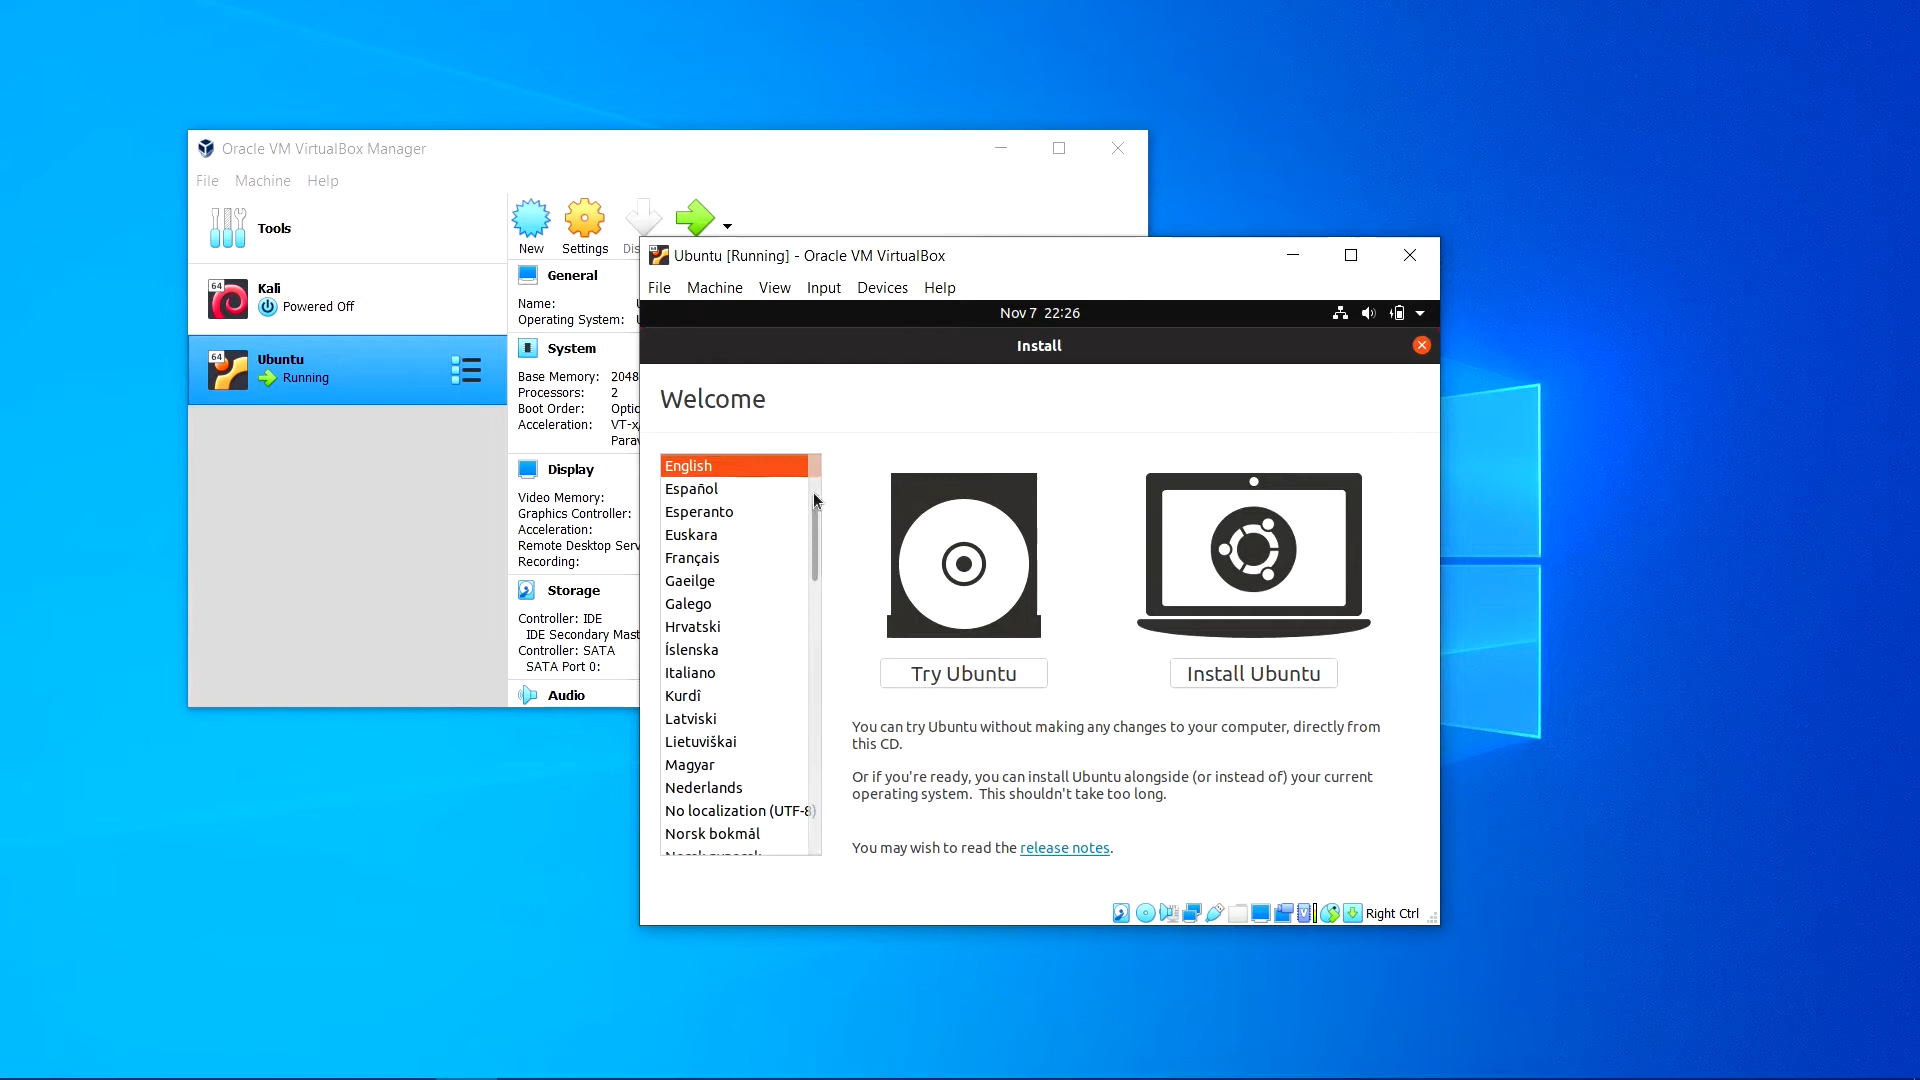 Oracle VM VirtualBox Manager
File Machine Help
Tools
64
Kali
Powered Off
64
Ubuntu
Running
New Settings
General
Name:
Operating System:
System
Base Memory: 2048
Processors: 2
Boot Order:
Acceleration: VT-x
Display
Video Memory:
Graphics Controller:
Acceleration:
Remote Desktop
Recording:
Storage
Controller: IDE
IDE Secondary
Controller: SATA
SATA Port 0:
Audio
Ubuntu [Running] - Oracle VM VirtualBox
File Machine View Input Devices Help
Nov 7 22:26
Install
Welcome
English
Español
Esperanto
Euskara
Français
Gaeilge
Galego
Hrvatski
Íslenska
Italiano
Kurdî
Latviski
Lietuviškai
Magyar
Nederlands
No localization (UTF-8)
Norsk bokmål
Try Ubuntu
Install Ubuntu
You can try Ubuntu without making any changes to your computer, directly from
this CD.
Or if you're ready, you can install Ubuntu alongside (or instead of) your current
operating system. This shouldn't take too long.
You may wish to read the release notes.
Right Ctrl